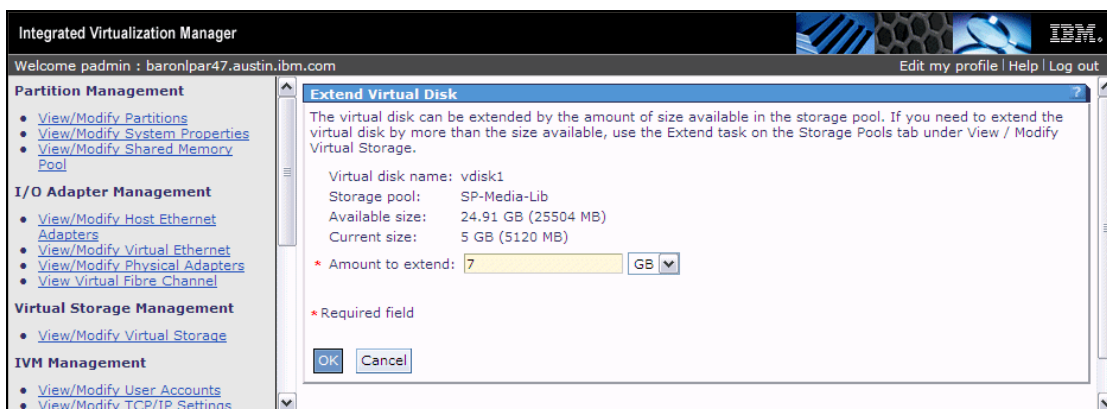 Integrated Virtualization Manager
IBM.
Welcome padmin : baronlpar47.austin.ibm.com
Edit my profile | Help | Log out
Partition Management
View/Modify Partitions
View/Modify System Properties
View/Modify Shared Memory
Pool
I/O Adapter Management
View/Modify Host Ethernet
Adapters
View/Modify Virtual Ethernet
View/Modify Physical Adapters
View Virtual Fibre Channel
Virtual Storage Management
View/Modify Virtual Storage
IVM Management
View/Modify User Accounts
View/Modify TCP/IP Settings
Extend Virtual Disk
?
The virtual disk can be extended by the amount of size available in the storage pool. If you need to extend the
virtual disk by more than the size available, use the Extend task on the Storage Pools tab under View / Modify
Virtual Storage.
Virtual disk name: vdisk1
Storage pool: SP-Media-Lib
Available size: 24.91 GB (25504 MB)
Current size: 5 GB (5120 MB)
* Amount to extend: 7 GB
* Required field
OK Cancel